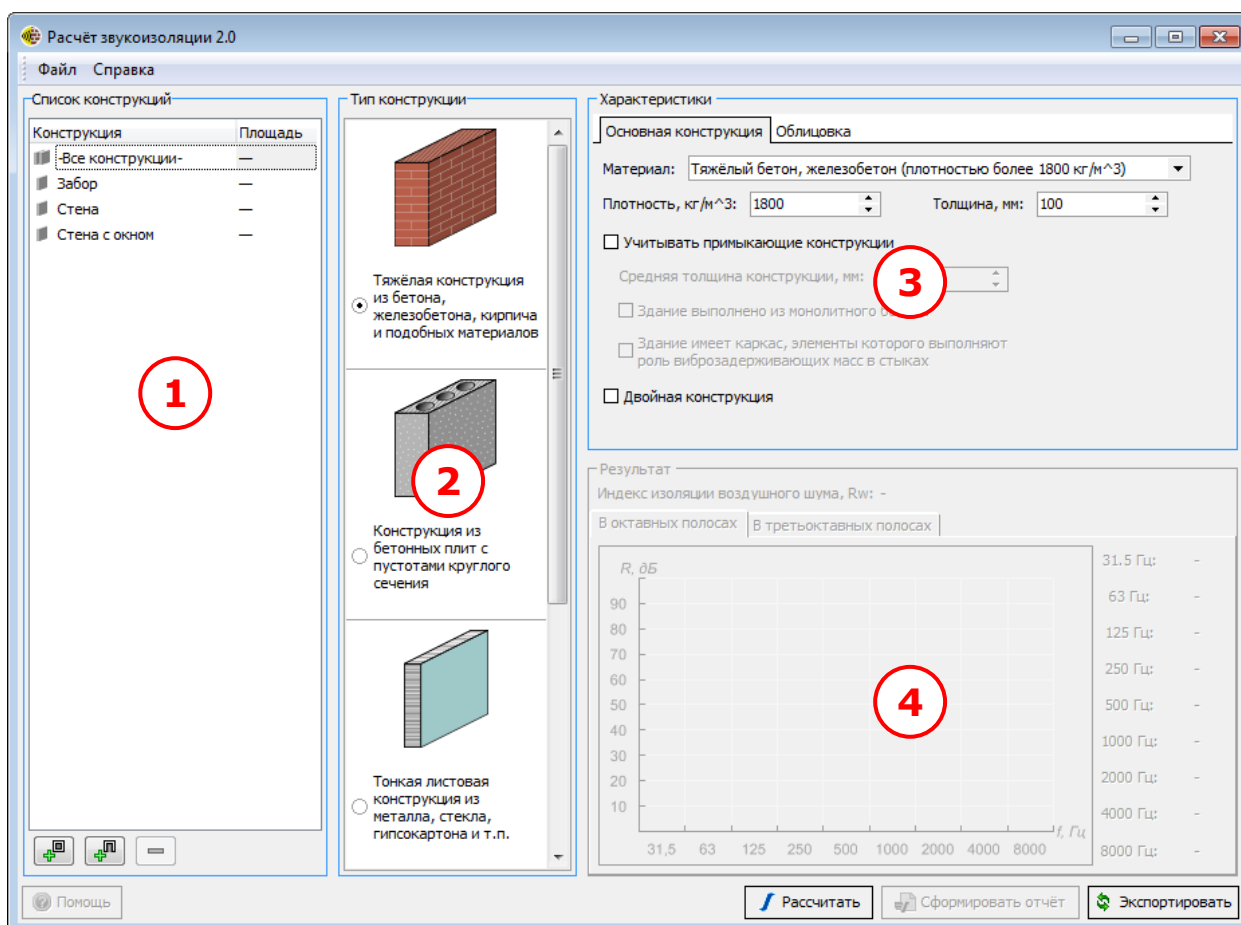 Расчёт звукоизоляции 2.0
Файл Справка
Список конструкций
Конструкция Площадь
-Все конструкции- —
Забор —
Стена —
Стена с окном —
1
Тип конструкции
Тяжёлая конструкция
из бетона,
железобетона, кирпича
и подобных материалов
2
Конструкция из
бетонных плит с
пустотами круглого
сечения
Тонкая листовая
конструкция из
металла, стекла,
гипсокартона и т.п.
Характеристики
Основная конструкция Облицовка
Материал: Тяжёлый бетон, железобетон (плотностью более 1800 кг/м^3)
Плотность, кг/м^3: 1800 Толщина, мм: 100
Учитывать примыкающие конструкции
Средняя толщина конструкции, мм:
3
Здание выполнено из монолитного
Здание имеет каркас, элементы которого выполняют
роль виброзадерживающих масс в стыках
Двойная конструкция
Результат
Индекс изоляции воздушного шума, Rw: -
В октавных полосах В третьоктавных полосах
R, дБ
90
80
70
60
50
40
30
20
10
f, Гц
31,5 63 125 250 500 1000 2000 4000 8000
4
31.5 Гц: -
63 Гц: -
125 Гц: -
250 Гц: -
500 Гц: -
1000 Гц: -
2000 Гц: -
4000 Гц: -
8000 Гц: -
Помощь Рассчитать Сформировать отчёт Экспортировать